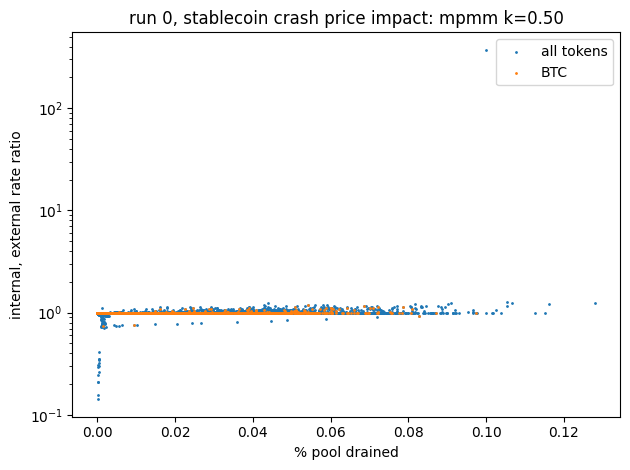 run 0, stablecoin crash price impact: mpmm k=0.50
all tokens
BTC
internal, external rate ratio
10²
10¹
10⁰
10⁻¹
0.00 0.02 0.04 0.06 0.08 0.10 0.12
% pool drained